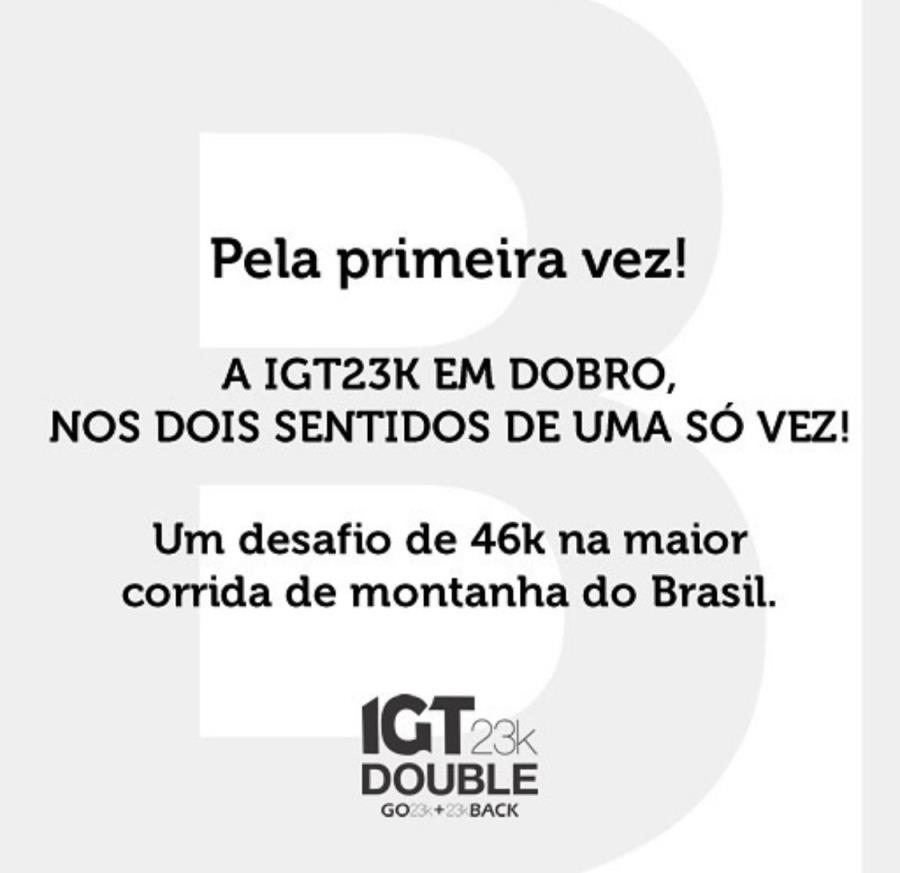 Pela primeira vez!
A IGT23K EM DOBRO,
NOS DOIS SENTIDOS DE UMA SÓ VEZ!
Um desafio de 46k na maior
corrida de montanha do Brasil.
IGT23k
DOUBLE
GO23k+23kBACK